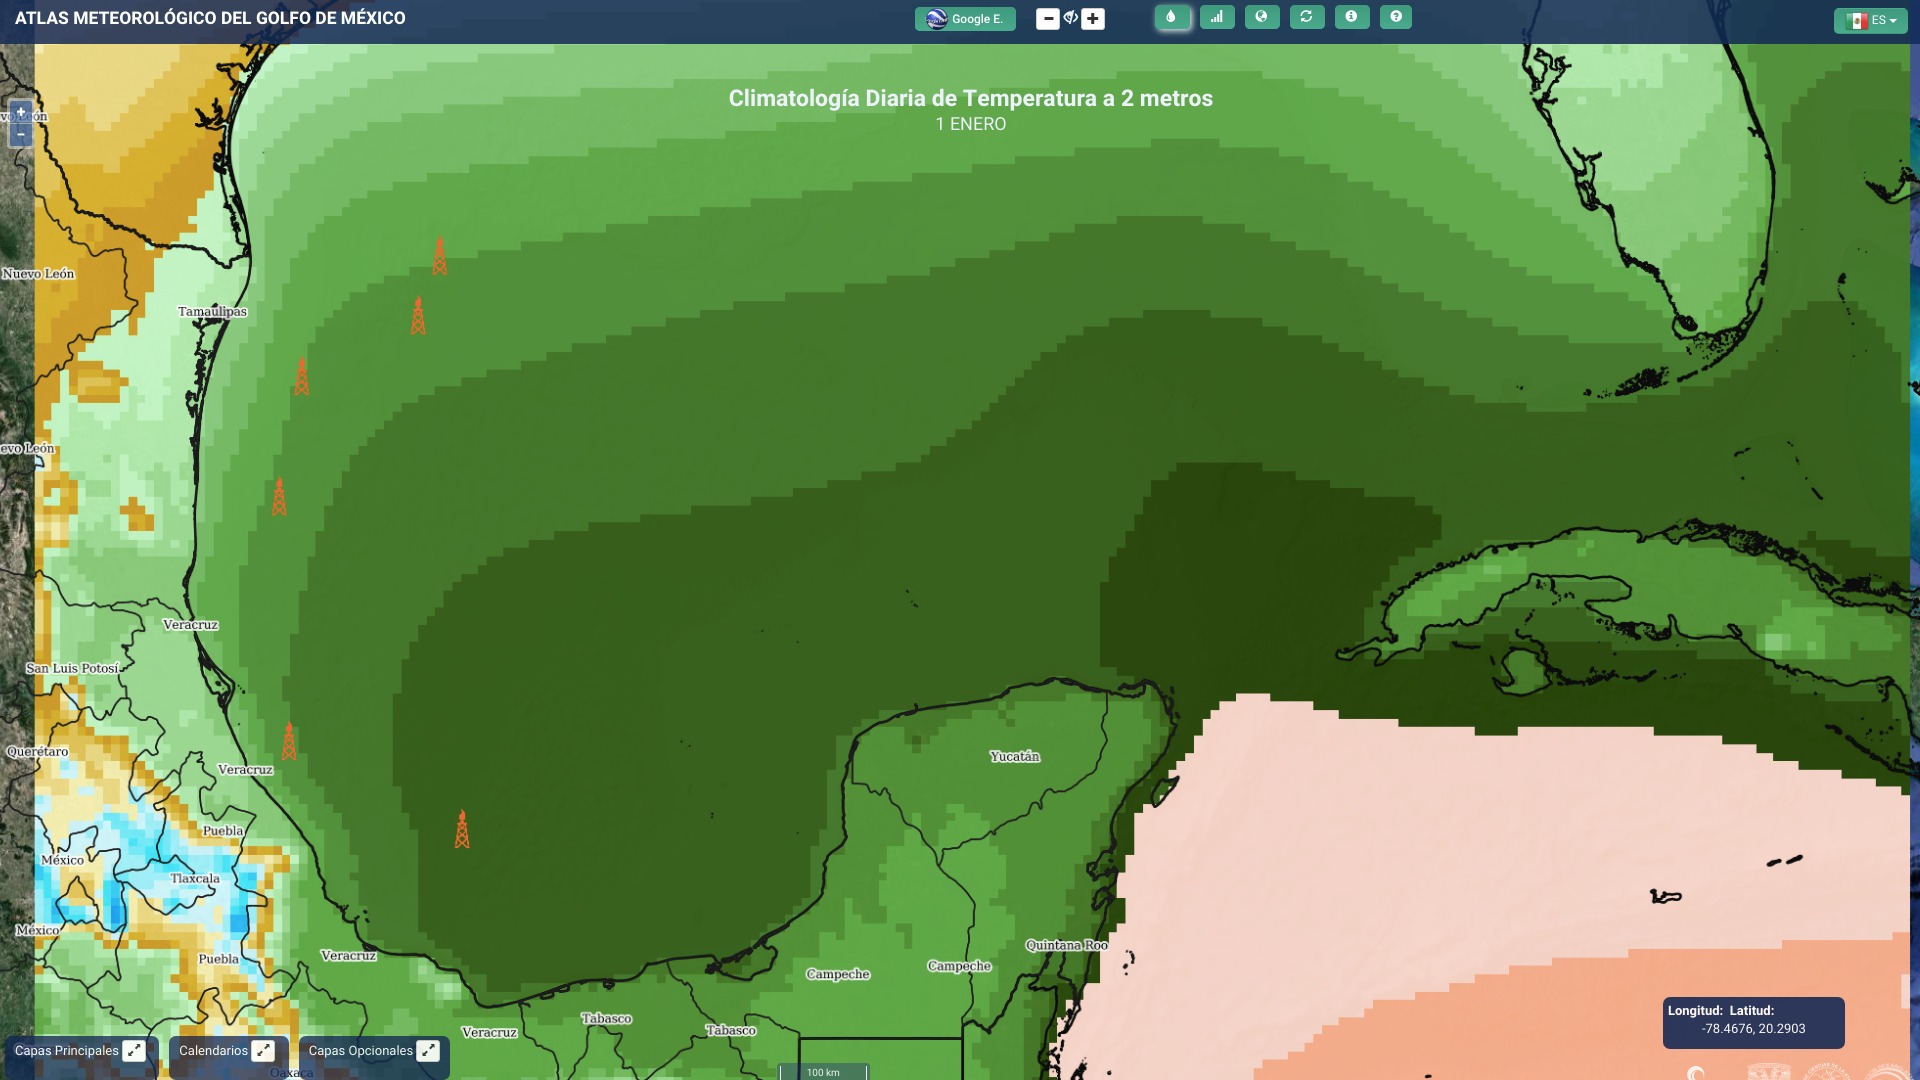 ATLAS METEOROLÓGICO DEL GOLFO DE MÉXICO
Google E.
ES
Climatología Diaria de Temperatura a 2 metros
1 ENERO
+
-
Nuevo León
Tamaulipas
evo León
Veracruz
San Luis Potosí
Querétaro
Veracruz
Yucatán
Puebla
México
Tlaxcala
México
Puebla
Veracruz
Quintana Roo
Campeche
Campeche
Veracruz
Tabasco
Tabasco
Oaxaca
Capas Principales
Calendarios
Capas Opcionales
100 km
Longitud: Latitud:
-78.4676, 20.2903